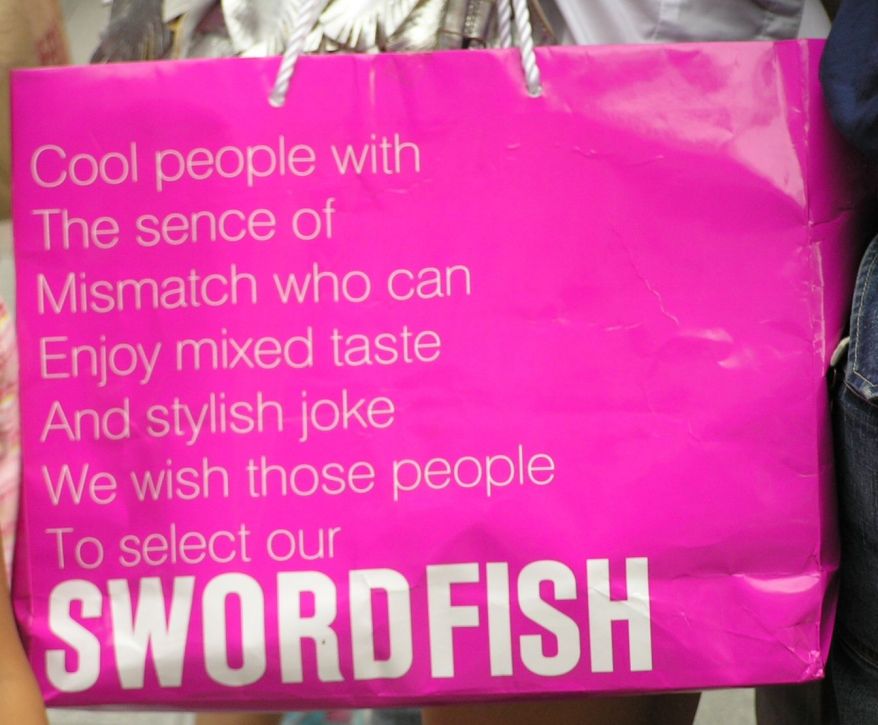 Cool people with
The sence of
Mismatch who can
Enjoy mixed taste
And stylish joke
We wish those people
To select our
SWORDFISH